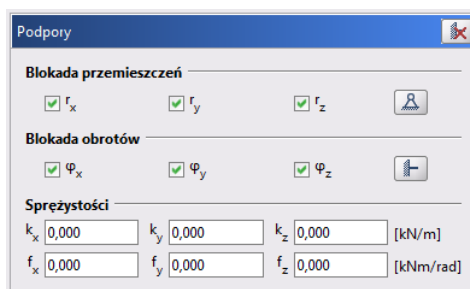 Podpory
Blokada przemieszczeń
rx ry rz
Blokada obrotów
φx φy φz
Sprężystości
kx 0,000 ky 0,000 kz 0,000 [kN/m]
fx 0,000 fy 0,000 fz 0,000 [kNm/rad]